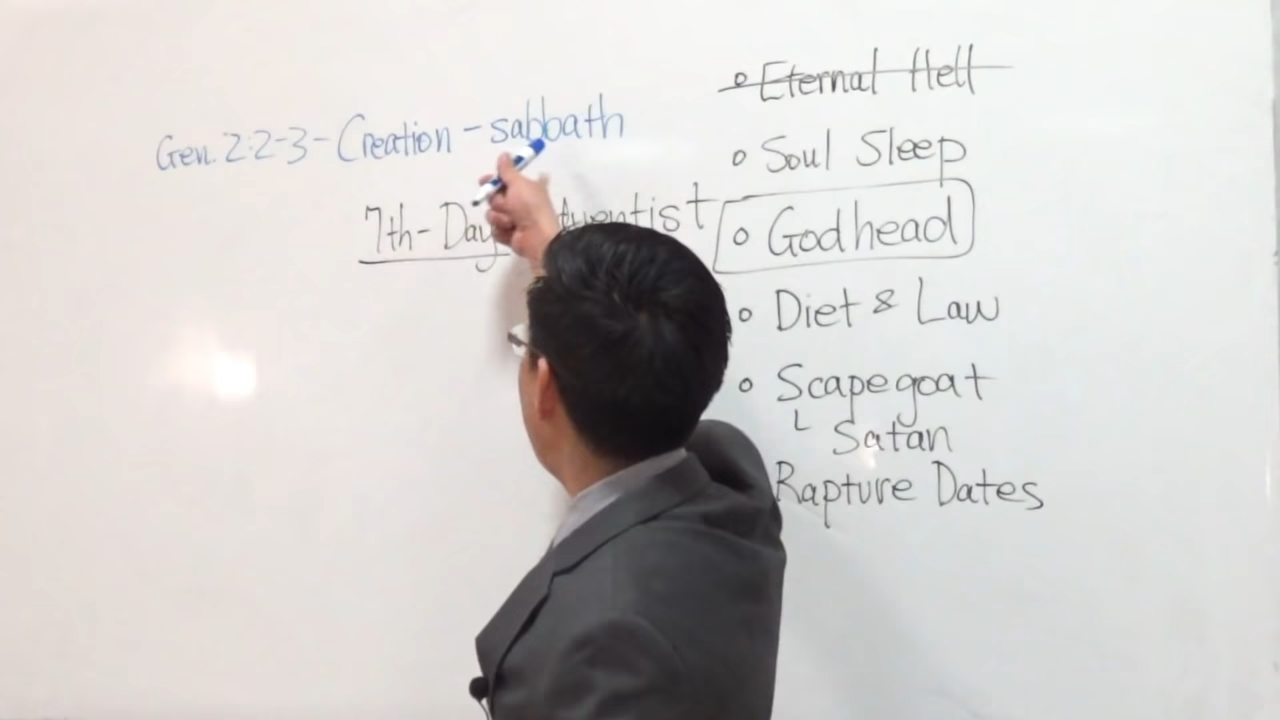 Gen. 2:2-3 - Creation - sabbath
7th-Day Adventist
Eternal Hell
Soul Sleep
Godhead
Diet & Law
Scapegoat
Satan
Rapture Dates